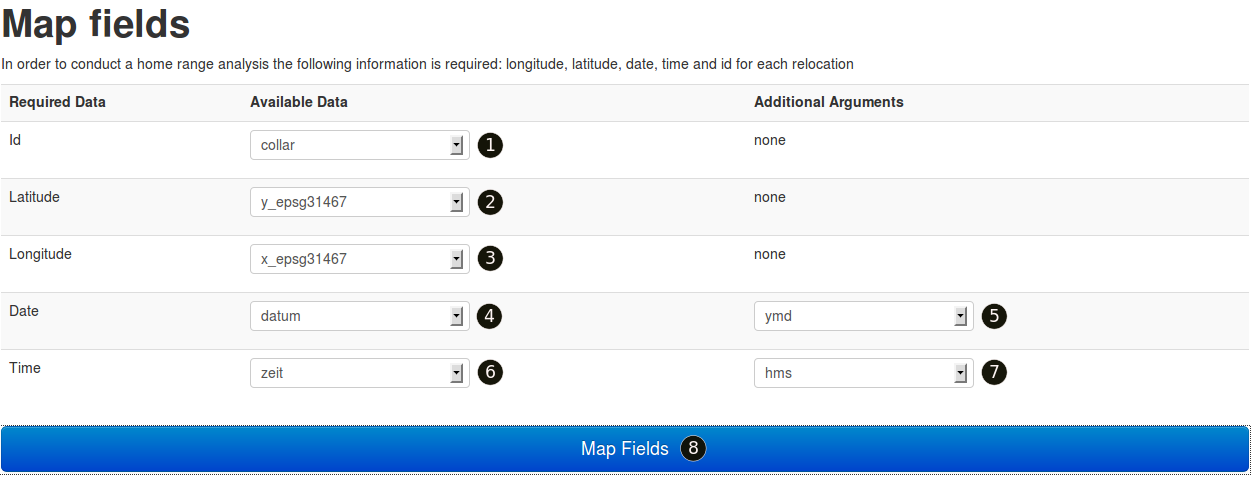 Map fields
In order to conduct a home range analysis the following information is required: longitude, latitude, date, time and id for each relocation
Required Data Available Data Additional Arguments
Id collar 1 none
Latitude y_epsg31467 2 none
Longitude x_epsg31467 3 none
Date datum 4 ymd 5
Time zeit 6 hms 7
Map Fields 8